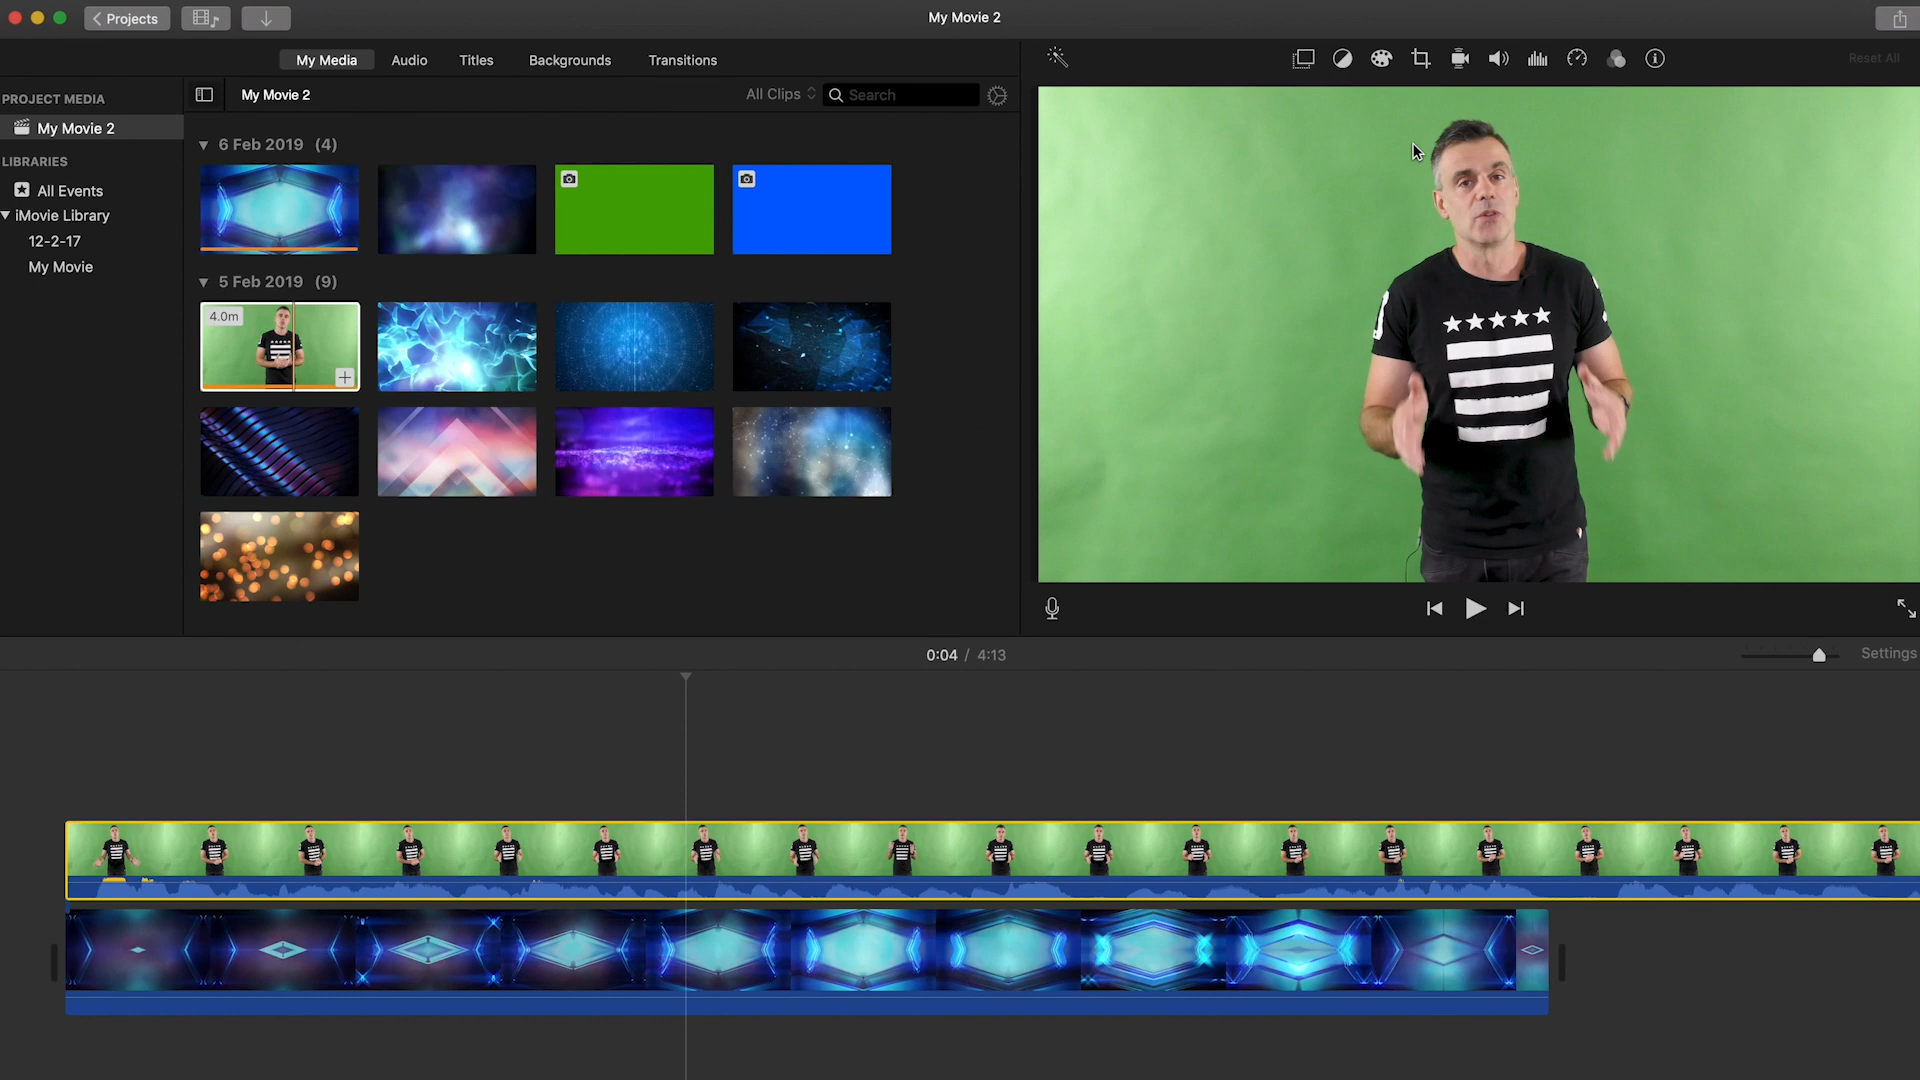 Projects
My Movie 2
My Media
Audio
Titles
Backgrounds
Transitions
Reset All
PROJECT MEDIA
My Movie 2
LIBRARIES
All Events
iMovie Library
12-2-17
My Movie
My Movie 2
All Clips
Search
6 Feb 2019 (4)
5 Feb 2019 (9)
4.0m
0:04 / 4:13
Settings